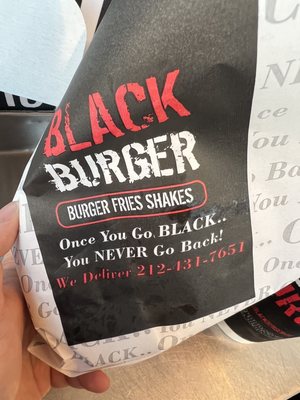 BLACK
BURGER
BURGER FRIES SHAKES
Once You Go BLACK..
You NEVER Go Back!
We Deliver 212-431-7651